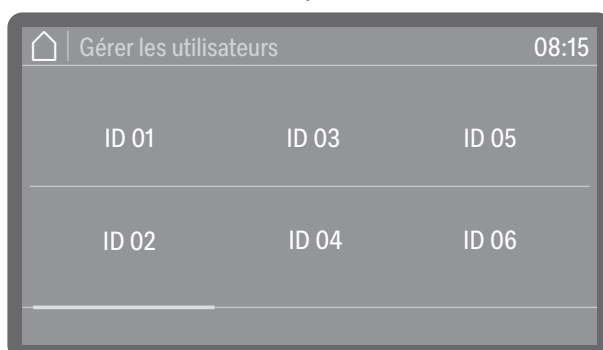 Gérer les utilisateurs 08:15
ID 01 ID 03 ID 05
ID 02 ID 04 ID 06